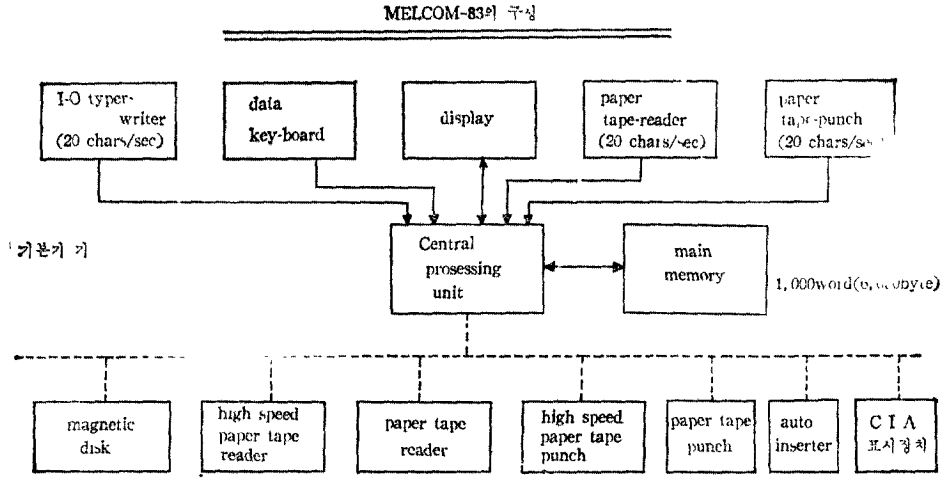 MELCOM-83의 구성
I-O typer-
writer
(20 chars/sec)
data
key-board
display
paper
tape-reader
(20 chars/sec)
paper
tape-punch
(20 chars/sec)
기본기기
Central
prosessing
unit
main
memory
1,000word
magnetic
disk
high speed
paper tape
reader
paper tape
reader
high speed
paper tape
punch
paper tape
punch
auto
inserter
C I A
표시장치